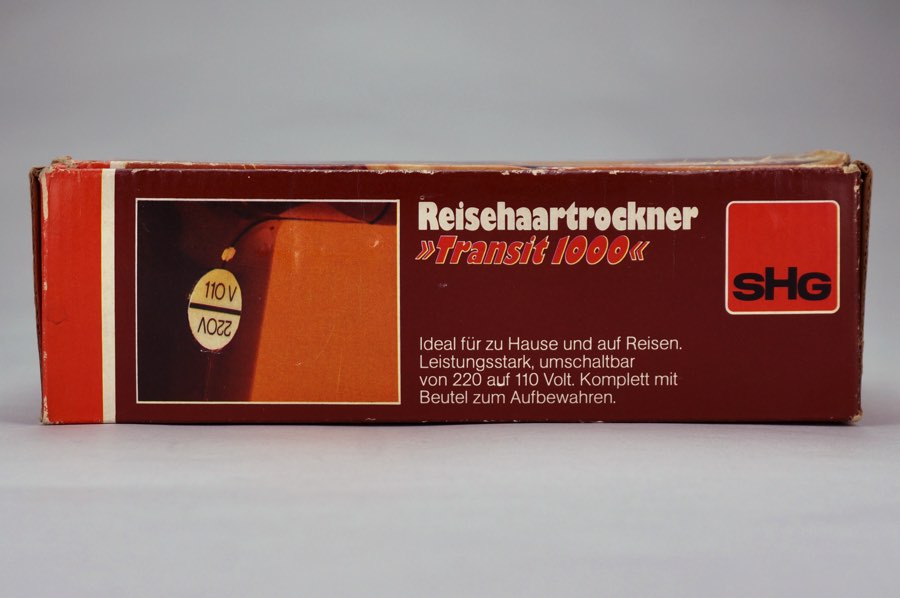 110 V
220V
Reisehaartrockner
»Transit 1000«
SHG
Ideal für zu Hause und auf Reisen.
Leistungsstark, umschaltbar
von 220 auf 110 Volt. Komplett mit
Beutel zum Aufbewahren.